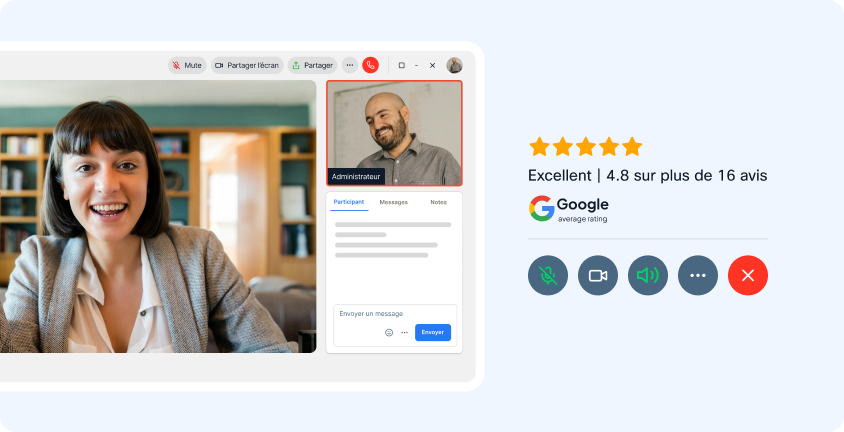 Mute
Partager l'écran
Partager
Administrateur
Participant
Messages
Notes
Envoyer un message
Envoyer
Excellent | 4.8 sur plus de 16 avis
Google
average rating